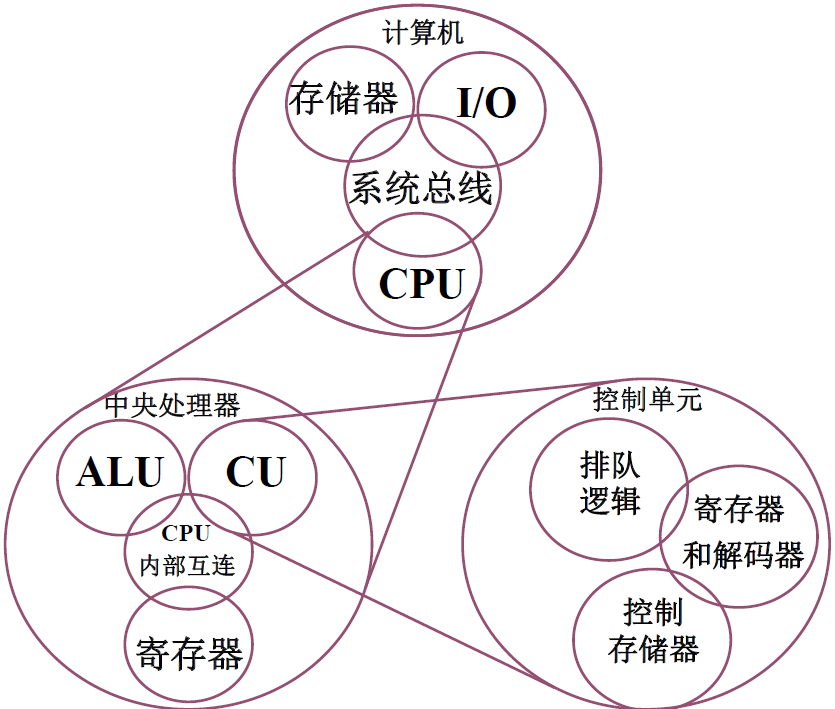 计算机
存储器
I/O
系统总线
CPU
中央处理器
ALU
CU
CPU
内部互连
寄存器
控制单元
排队
逻辑
寄存器
和解码器
控制
存储器